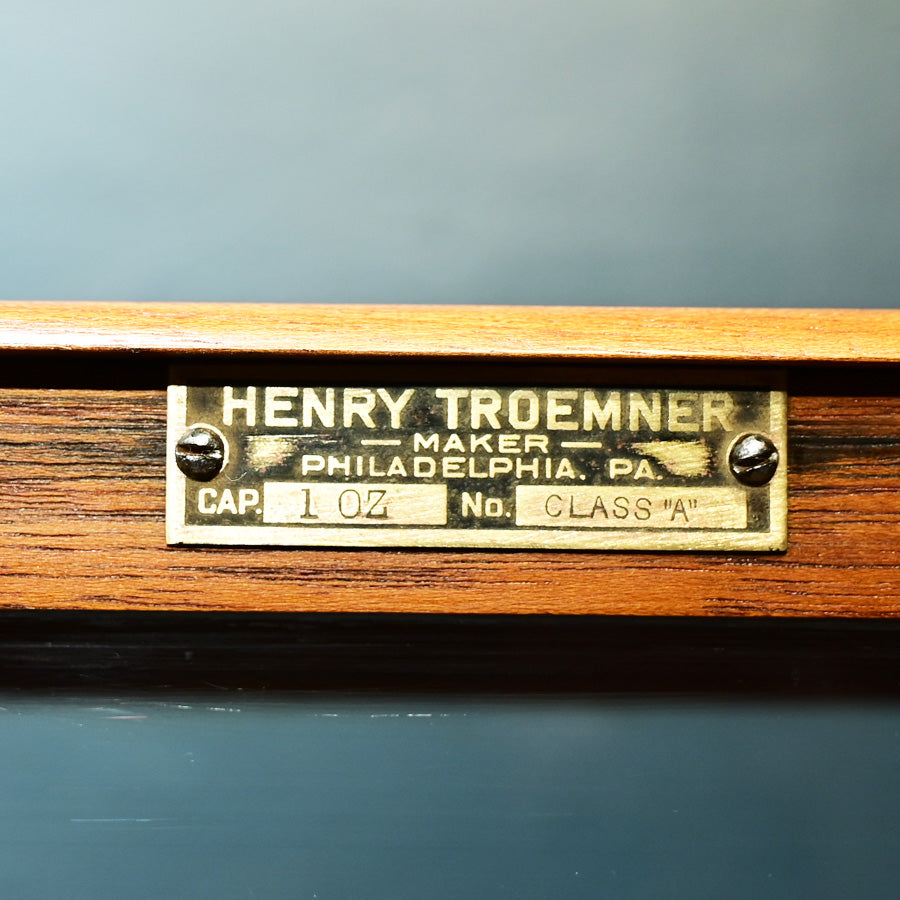 HENRY TROEMNER
— MAKER —
PHILADELPHIA. PA.
CAP. 1 OZ No. CLASS "A"